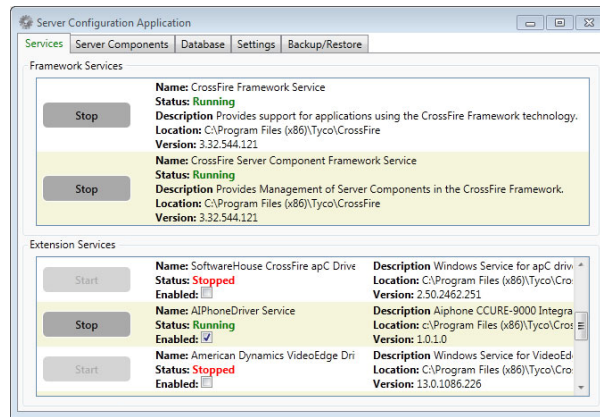 Server Configuration Application
Services Server Components Database Settings Backup/Restore
Framework Services
Name: CrossFire Framework Service
Status: Running
Stop
Description Provides support for applications using the CrossFire Framework technology.
Location: C:\Program Files (x86)\Tyco\CrossFire
Version: 3.32.544.121
Name: CrossFire Server Component Framework Service
Status: Running
Stop
Description Provides Management of Server Components in the CrossFire Framework.
Location: C:\Program Files (x86)\Tyco\CrossFire
Version: 3.32.544.121
Extension Services
Name: SoftwareHouse CrossFire apC Drive Description Windows Service for apC driv
Start Status: Stopped Location: C:\Program Files (x86)\Tyco\Cro
Enabled: Version: 2.50.2462.251
Name: AIPhoneDriver Service Description Aiphone CCURE-9000 Integra
Stop Status: Running Location: c:\Program Files (x86)\Tyco\Cros
Enabled: Version: 1.0.1.0
Name: American Dynamics VideoEdge Dri Description Windows Service for VideoEd
Start Status: Stopped Location: C:\Program Files (x86)\Tyco\Cro
Enabled: Version: 13.0.1086.226